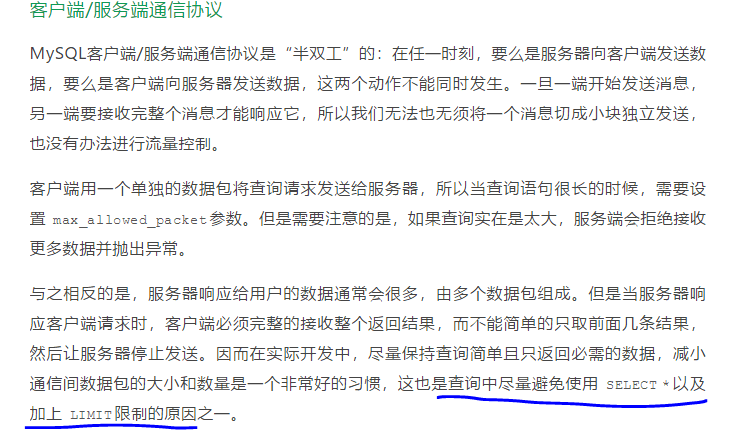 客户端/服务端通信协议
MySQL客户端/服务端通信协议是“半双工”的：在任一时刻，要么是服务器向客户端发送数
据，要么是客户端向服务器发送数据，这两个动作不能同时发生。一旦一端开始发送消息，
另一端要接收完整个消息才能响应它，所以我们无法也无须将一个消息切成小块独立发送，
也没有办法进行流量控制。
客户端用一个单独的数据包将查询请求发送给服务器，所以当查询语句很长的时候，需要设
置 max_allowed_packet参数。但是需要注意的是，如果查询实在是太大，服务端会拒绝接收
更多数据并抛出异常。
与之相反的是，服务器响应给用户的数据通常会很多，由多个数据包组成。但是当服务器响
应客户端请求时，客户端必须完整的接收整个返回结果，而不能简单的只取前面几条结果，
然后让服务器停止发送。因而在实际开发中，尽量保持查询简单且只返回必需的数据，减小
通信间数据包的大小和数量是一个非常好的习惯，这也是查询中尽量避免使用 SELECT *以及
加上 LIMIT限制的原因之一。